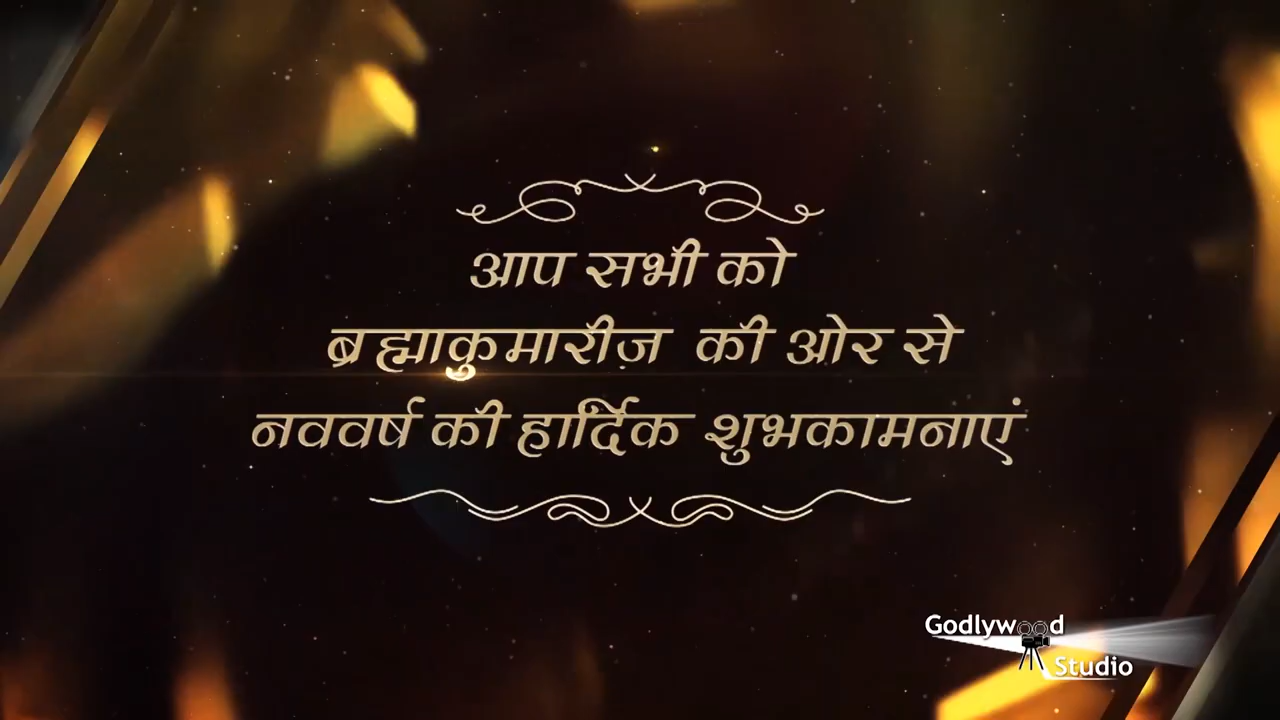 आप सभी को
ब्रह्माकुमारीज़ की ओर से
नववर्ष की हार्दिक शुभकामनाएं
Godlywood
Studio